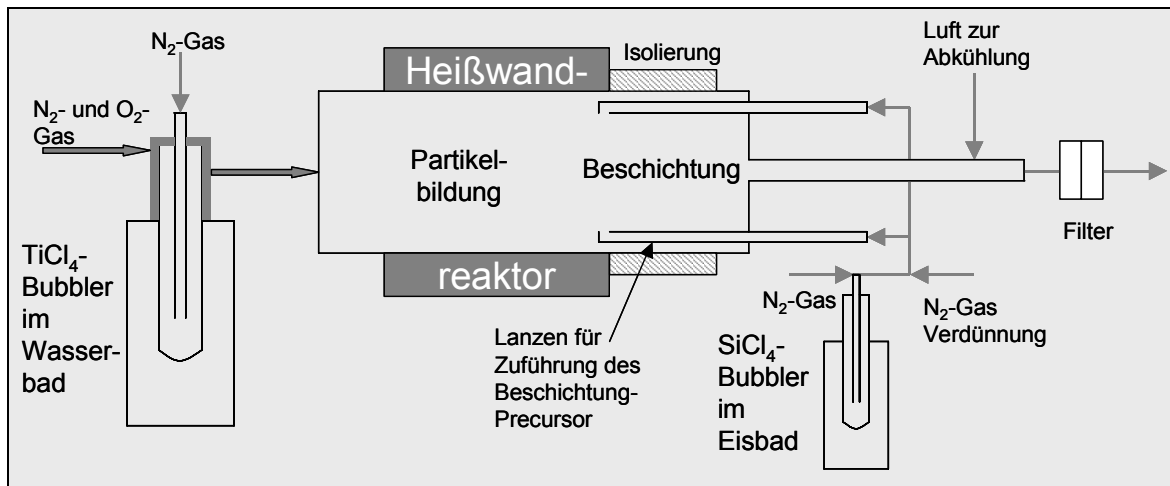 N₂-Gas
N₂- und O₂-
Gas
TiCl₄-
Bubbler
im
Wasser-
bad
Heißwand-
reaktor
Isolierung
Partikel-
bildung
Beschichtung
Lanzen für
Zuführung des
Beschichtung-
Precursor
Luft zur
Abkühlung
Filter
N₂-Gas
N₂-Gas
Verdünnung
SiCl₄-
Bubbler
im
Eisbad